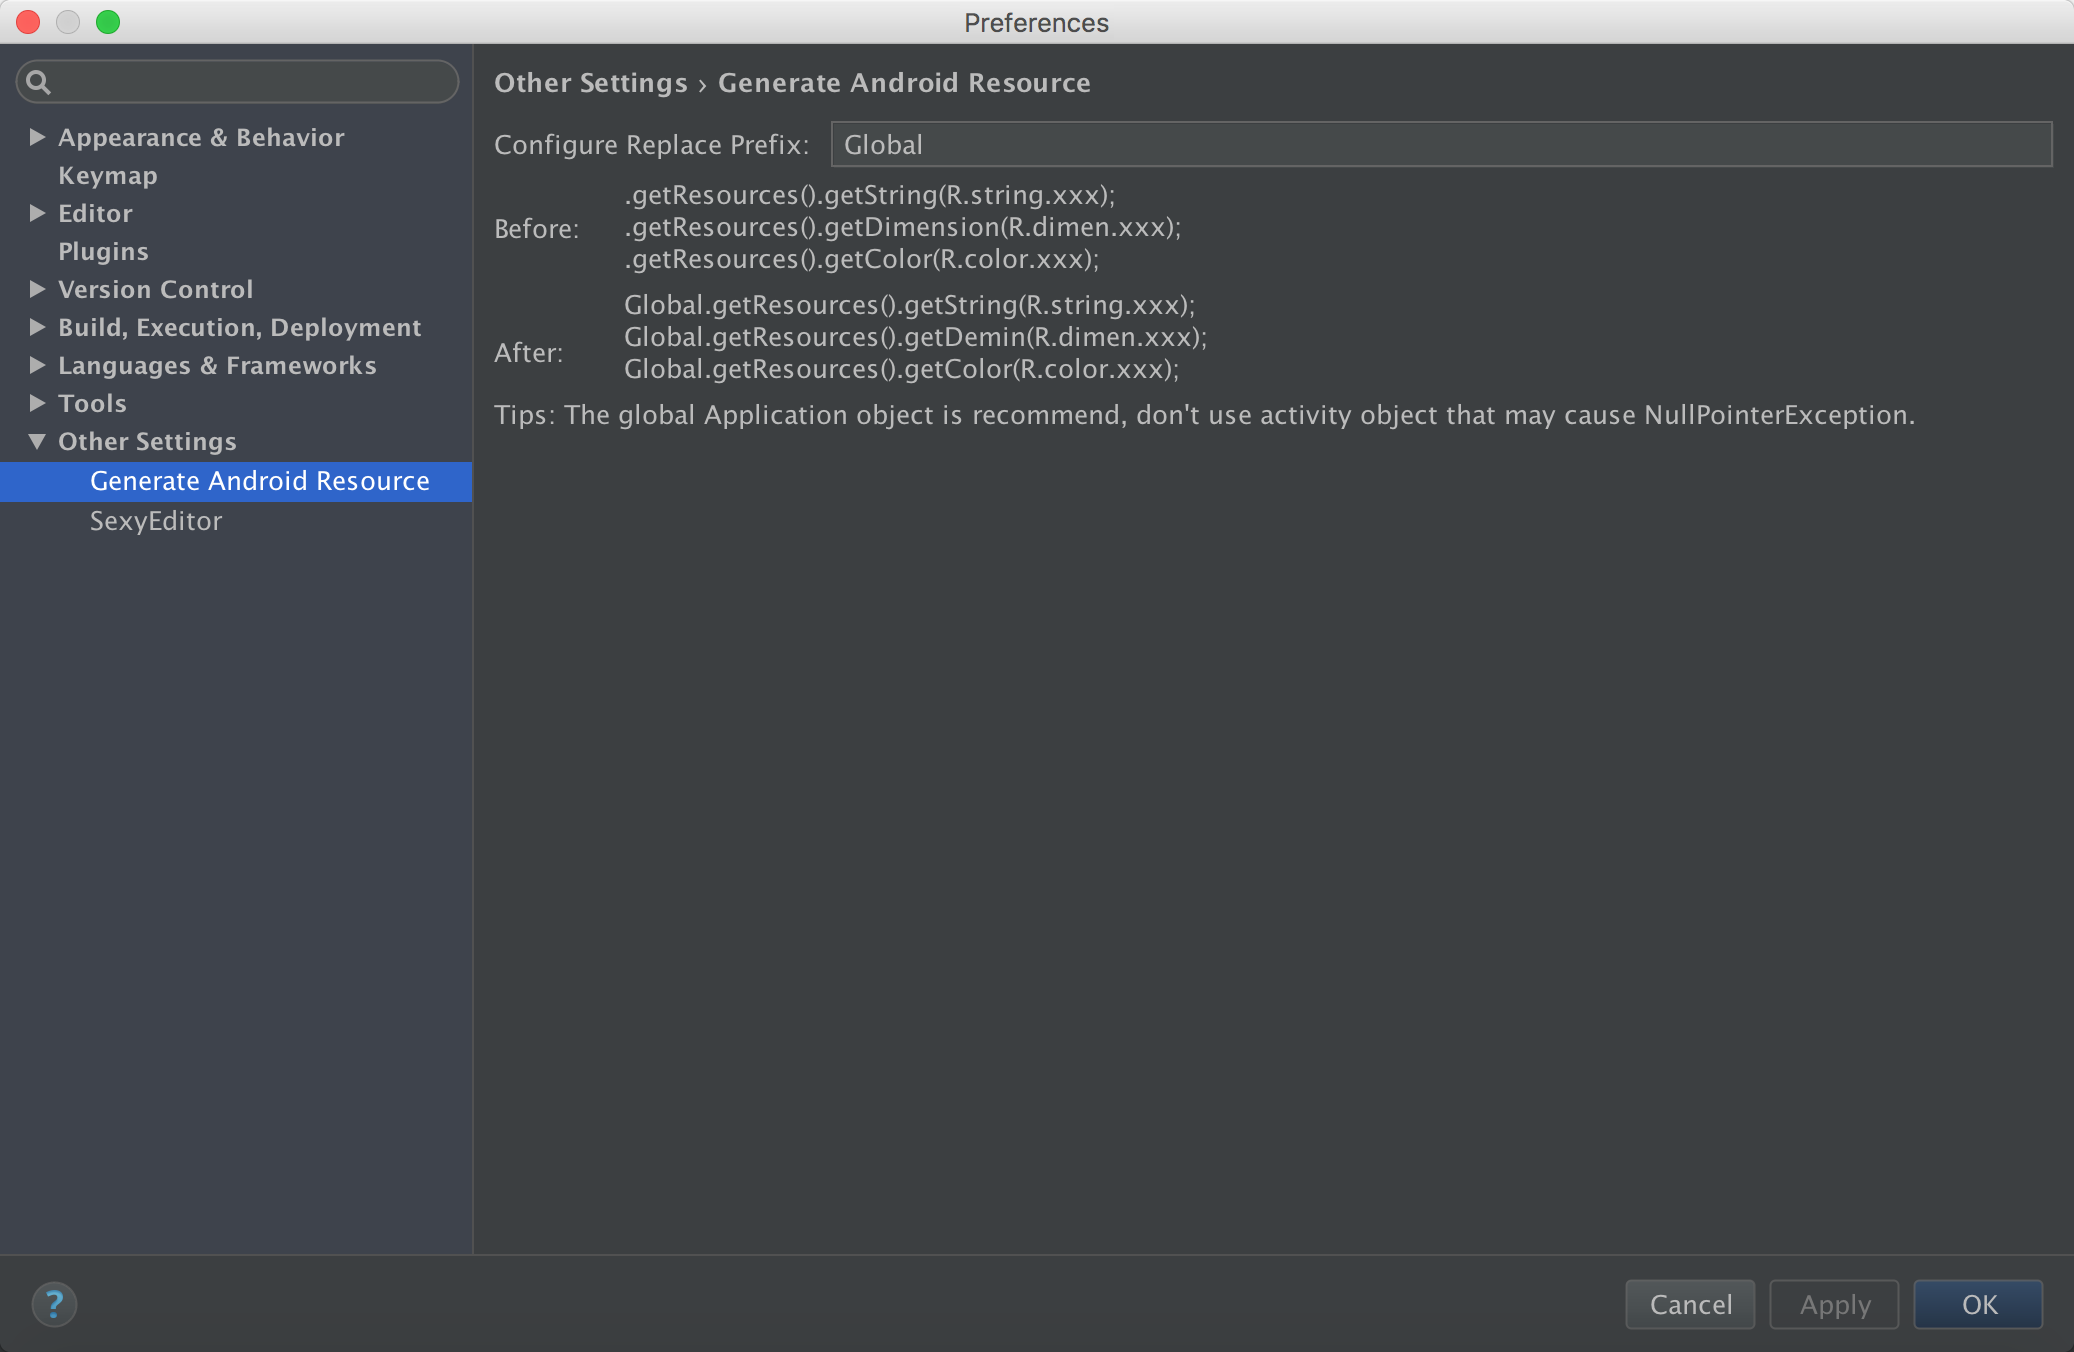 Preferences
Appearance & Behavior
Keymap
Editor
Plugins
Version Control
Build, Execution, Deployment
Languages & Frameworks
Tools
Other Settings
Generate Android Resource
SexyEditor
Other Settings › Generate Android Resource
Configure Replace Prefix: Global
Before:
.getResources().getString(R.string.xxx);
.getResources().getDimension(R.dimen.xxx);
.getResources().getColor(R.color.xxx);
After:
Global.getResources().getString(R.string.xxx);
Global.getResources().getDemin(R.dimen.xxx);
Global.getResources().getColor(R.color.xxx);
Tips: The global Application object is recommend, don't use activity object that may cause NullPointerException.
?
Cancel
Apply
OK